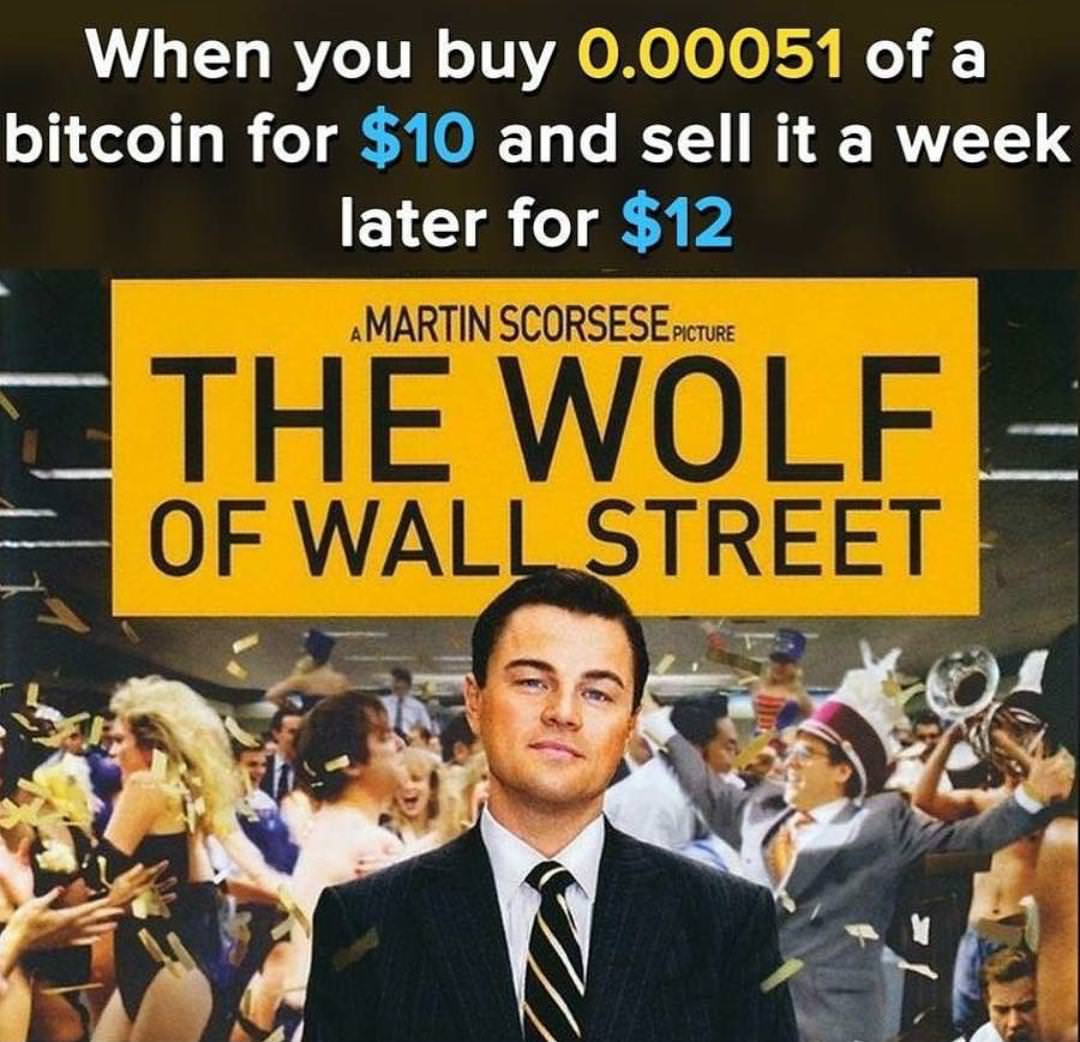 When you buy 0.00051 of a
bitcoin for $10 and sell it a week
later for $12
A MARTIN SCORSESE PICTURE
THE WOLF
OF WALL STREET